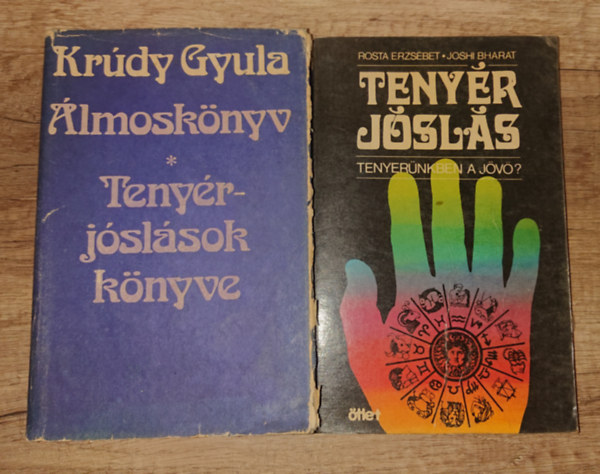 Krúdy Gyula
Álmoskönyv
*
Tenyér-
jóslások
könyve
ROSTA ERZSÉBET • JOSHI BHARAT
TENYÉR
JÓSLÁS
TENYERÜNKBEN A JÖVŐ?
ötlet